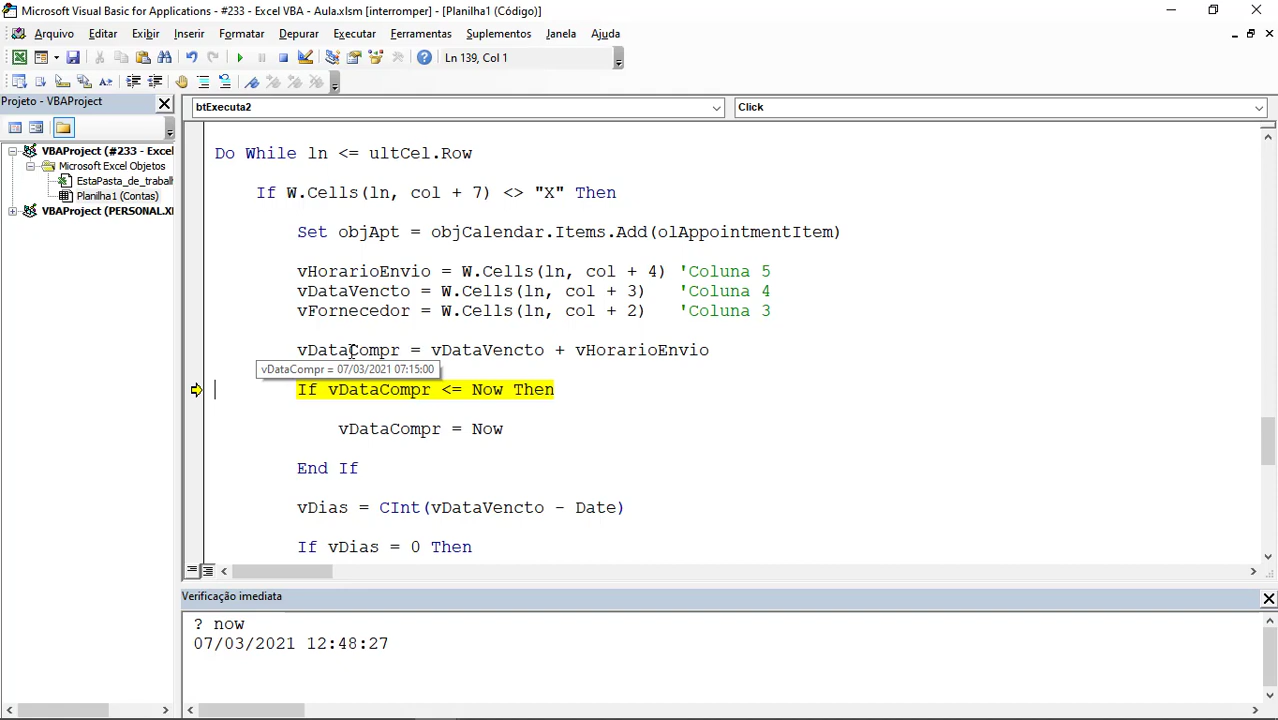 Microsoft Visual Basic for Applications - #233 - Excel VBA - Aula.xlsm [interromper] - [Planilha1 (Código)]
Arquivo Editar Exibir Inserir Formatar Depurar Executar Ferramentas Suplementos Janela Ajuda
Ln 139, Col 1
Projeto - VBAProject
btExecuta2 Click
VBAProject (#233 - Excel
Microsoft Excel Objetos
EstaPasta_de_trabalh
Planilha1 (Contas)
VBAProject (PERSONAL.X
Do While ln <= ultCel.Row
If W.Cells(ln, col + 7) <> "X" Then
Set objApt = objCalendar.Items.Add(olAppointmentItem)
vHorarioEnvio = W.Cells(ln, col + 4) 'Coluna 5
vDataVencto = W.Cells(ln, col + 3) 'Coluna 4
vFornecedor = W.Cells(ln, col + 2) 'Coluna 3
vDataCompr = vDataVencto + vHorarioEnvio
vDataCompr = 07/03/2021 07:15:00
If vDataCompr <= Now Then
vDataCompr = Now
End If
vDias = CInt(vDataVencto - Date)
If vDias = 0 Then
Verificação imediata
? now
07/03/2021 12:48:27